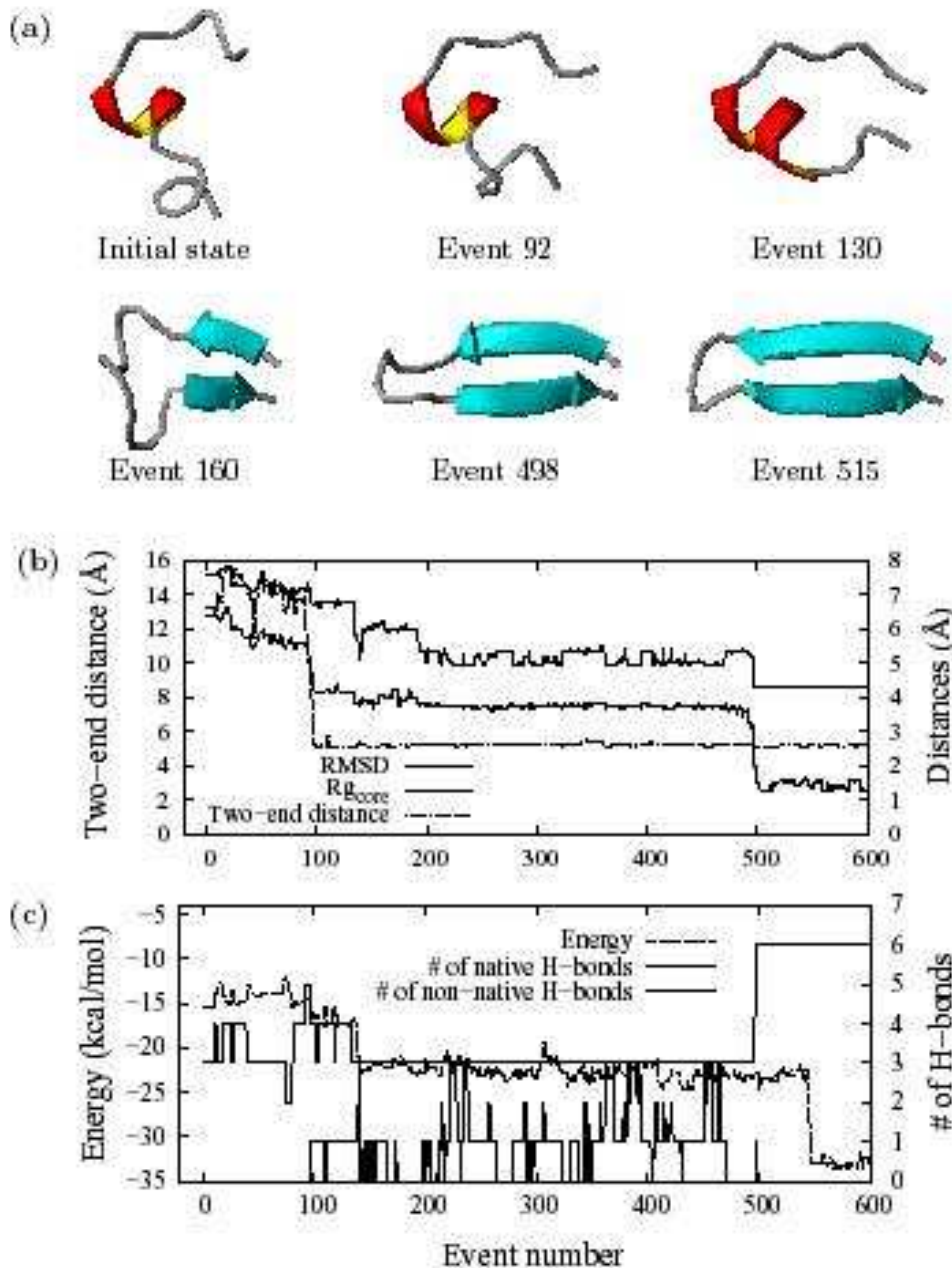 (a)
Initial state
Event 92
Event 130
Event 160
Event 498
Event 515
(b)
Two-end distance (Å)
16
14
12
10
8
6
4
2
0
RMSD
Rg core
Two-end distance
8
7
6
5
4
3
2
1
0
Distances (Å)
0 100 200 300 400 500 600
(c)
Energy (kcal/mol)
-5
-10
-15
-20
-25
-30
-35
Energy
# of native H-bonds
# of non-native H-bonds
7
6
5
4
3
2
1
0
# of H-bonds
0 100 200 300 400 500 600
Event number